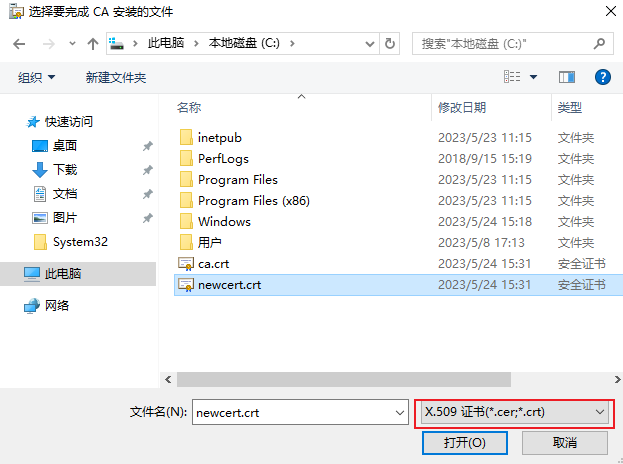 选择要完成 CA 安装的文件
此电脑 本地磁盘 (C:) 搜索"本地磁盘 (C:)"
组织 新建文件夹
名称 修改日期 类型
快速访问
桌面
下载
文档
图片
System32
此电脑
网络
inetpub 2023/5/23 11:15 文件夹
PerfLogs 2018/9/15 15:19 文件夹
Program Files 2023/5/23 11:15 文件夹
Program Files (x86) 2023/5/23 11:15 文件夹
Windows 2023/5/24 15:18 文件夹
用户 2023/5/8 17:13 文件夹
ca.crt 2023/5/24 15:31 安全证书
newcert.crt 2023/5/24 15:31 安全证书
文件名(N): newcert.crt X.509 证书(*.cer;*.crt)
打开(O) 取消